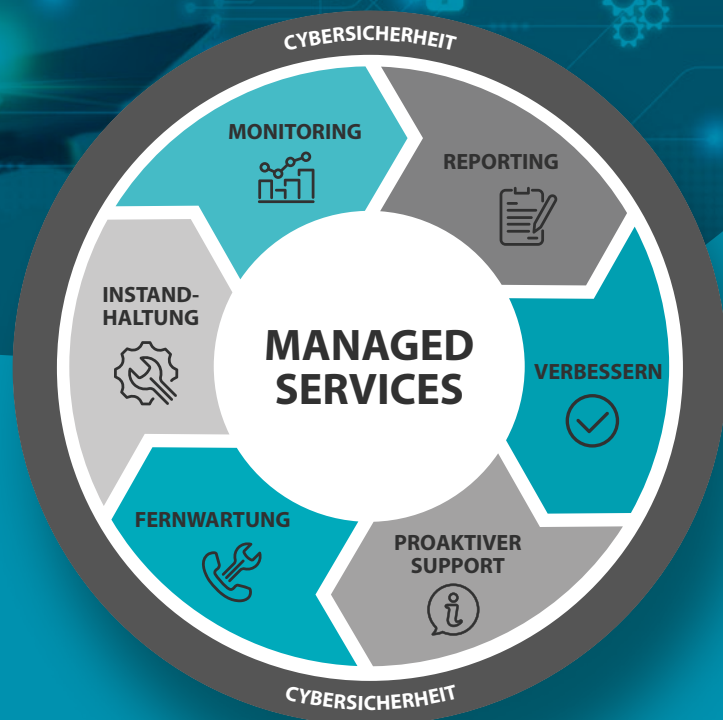 CYBERSICHERHEIT
MONITORING
REPORTING
INSTAND-
HALTUNG
MANAGED
SERVICES
VERBESSERN
FERNWARTUNG
PROAKTIVER
SUPPORT
CYBERSICHERHEIT